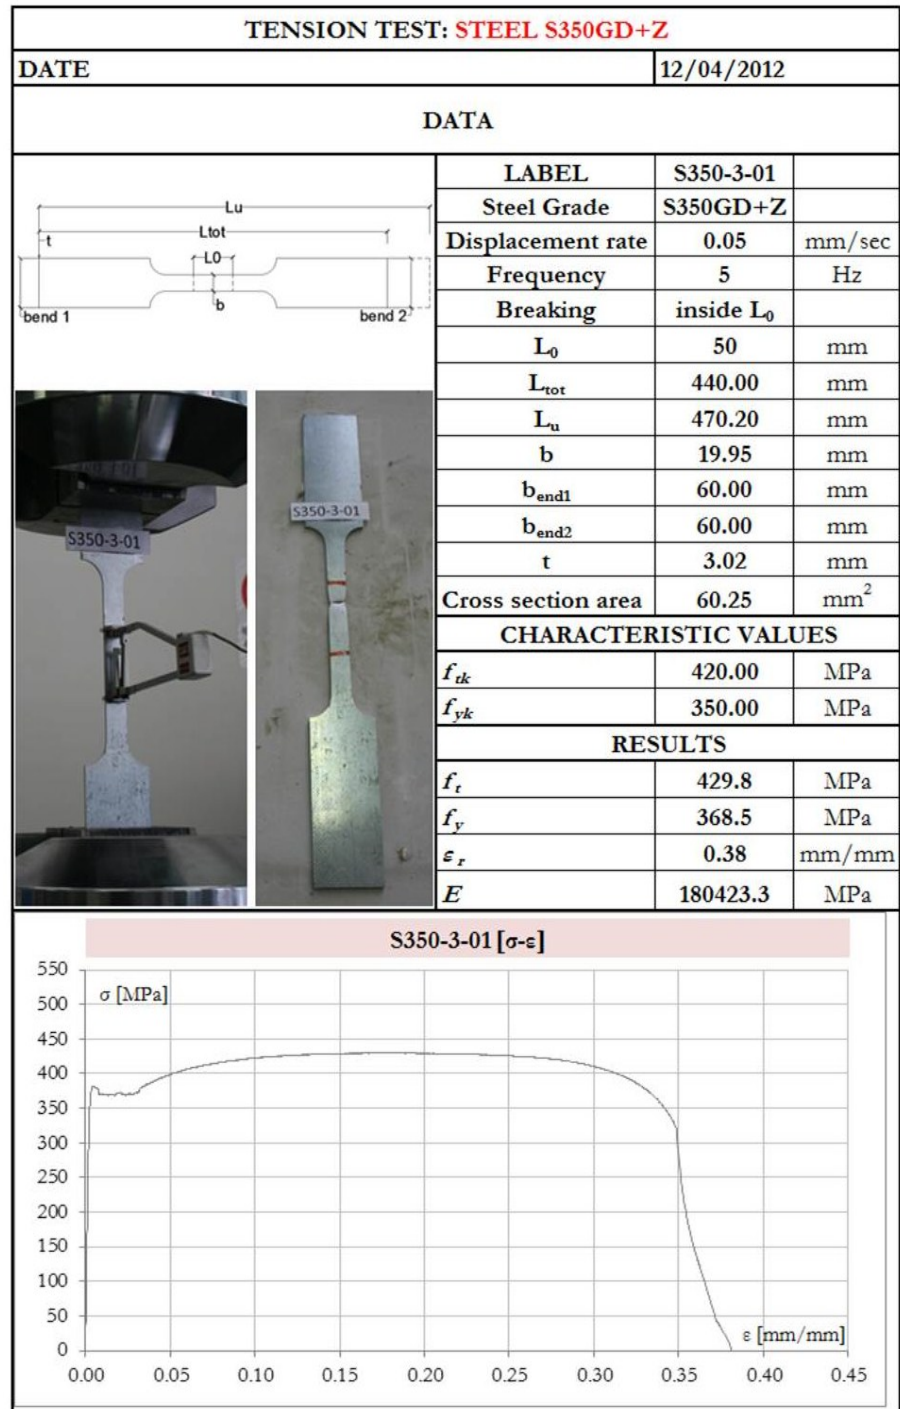 TENSION TEST: STEEL S350GD+Z
DATE 12/04/2012
DATA
Lu
Ltot
t
L0
b
bend 1
bend 2
S350-3-01
S350-3-01
LABEL S350-3-01
Steel Grade S350GD+Z
Displacement rate 0.05 mm/sec
Frequency 5 Hz
Breaking inside L₀
L₀ 50 mm
Lₜₒₜ 440.00 mm
Lᵤ 470.20 mm
b 19.95 mm
bend1 60.00 mm
bend2 60.00 mm
t 3.02 mm
Cross section area 60.25 mm²
CHARACTERISTIC VALUES
ftk 420.00 MPa
fyk 350.00 MPa
RESULTS
ft 429.8 MPa
fy 368.5 MPa
εr 0.38 mm/mm
E 180423.3 MPa
S350-3-01 [σ-ε]
σ [MPa]
550
500
450
400
350
300
250
200
150
100
50
0
ε [mm/mm]
0.00 0.05 0.10 0.15 0.20 0.25 0.30 0.35 0.40 0.45